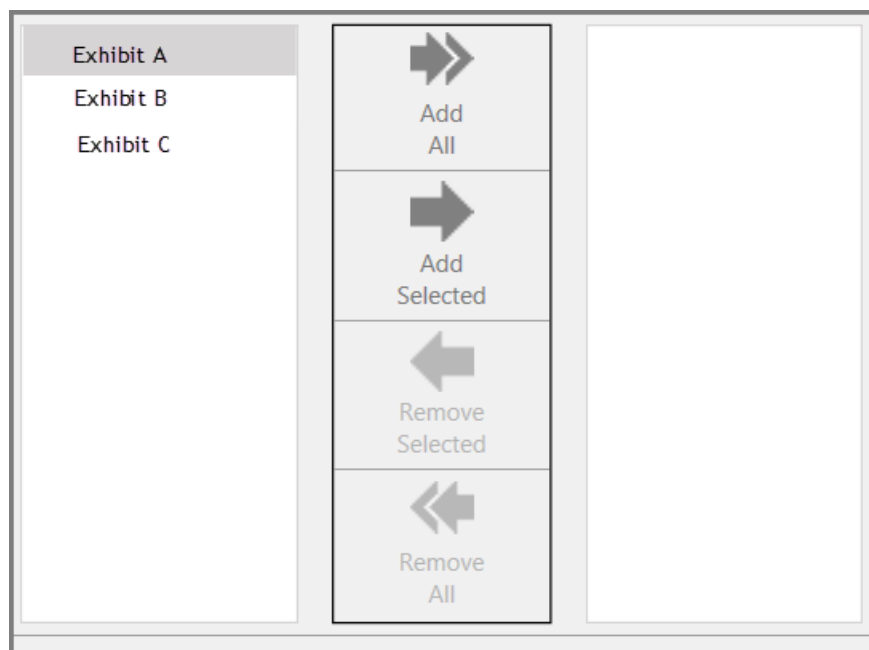 Exhibit A
Exhibit B
Exhibit C
Add
All
Add
Selected
Remove
Selected
Remove
All